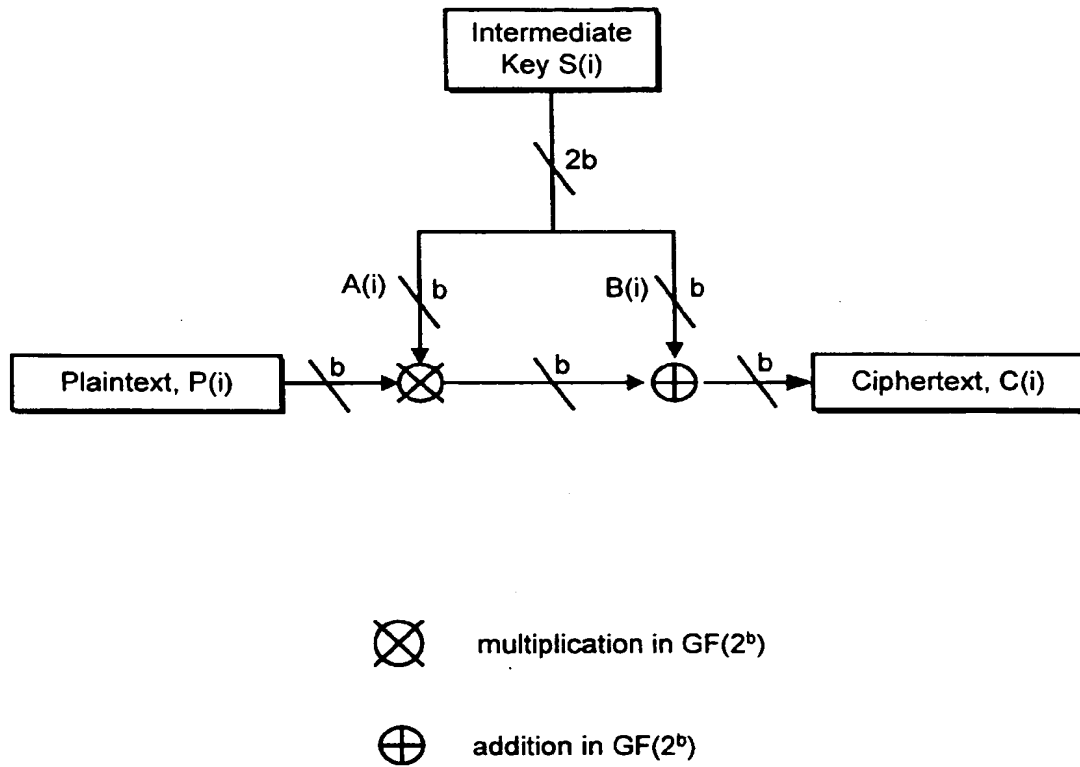 Intermediate
Key S(i)
2b
A(i)
b
B(i)
b
Plaintext, P(i)
b
b
b
Ciphertext, C(i)
multiplication in GF(2ᵇ)
addition in GF(2ᵇ)